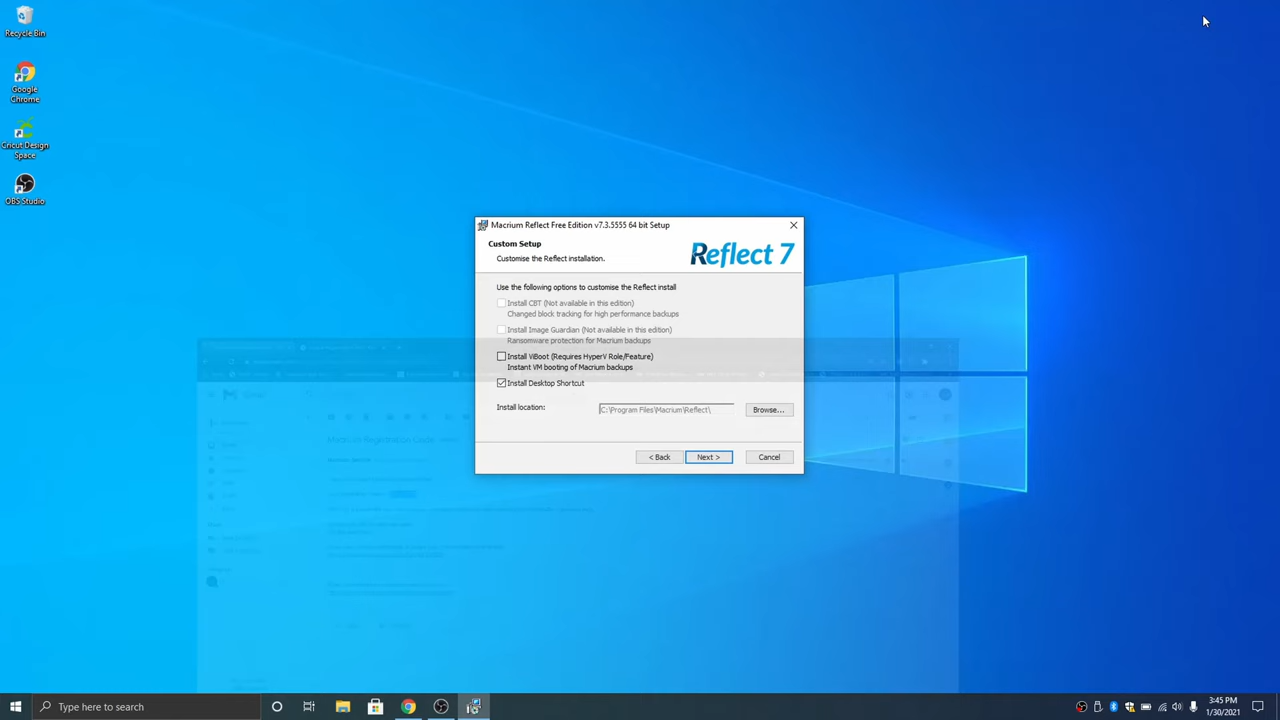 Recycle Bin
Google
Chrome
Cricut Design
Space
OBS Studio
Macrium Reflect Free Edition v7.3.5555 64 bit Setup
Custom Setup
Customise the Reflect installation.
Reflect 7
Use the following options to customise the Reflect install
Install CBT (Not available in this edition)
Changed block tracking for high performance backups
Install Image Guardian (Not available in this edition)
Ransomware protection for Macrium backups
Install ViBoot (Requires HyperV Role/Feature)
Instant VM booting of Macrium backups
Install Desktop Shortcut
Install location:
C:\Program Files\Macrium\Reflect\
Browse...
< Back
Next >
Cancel
Macrium Registration Code
Type here to search
3:45 PM
1/30/2021